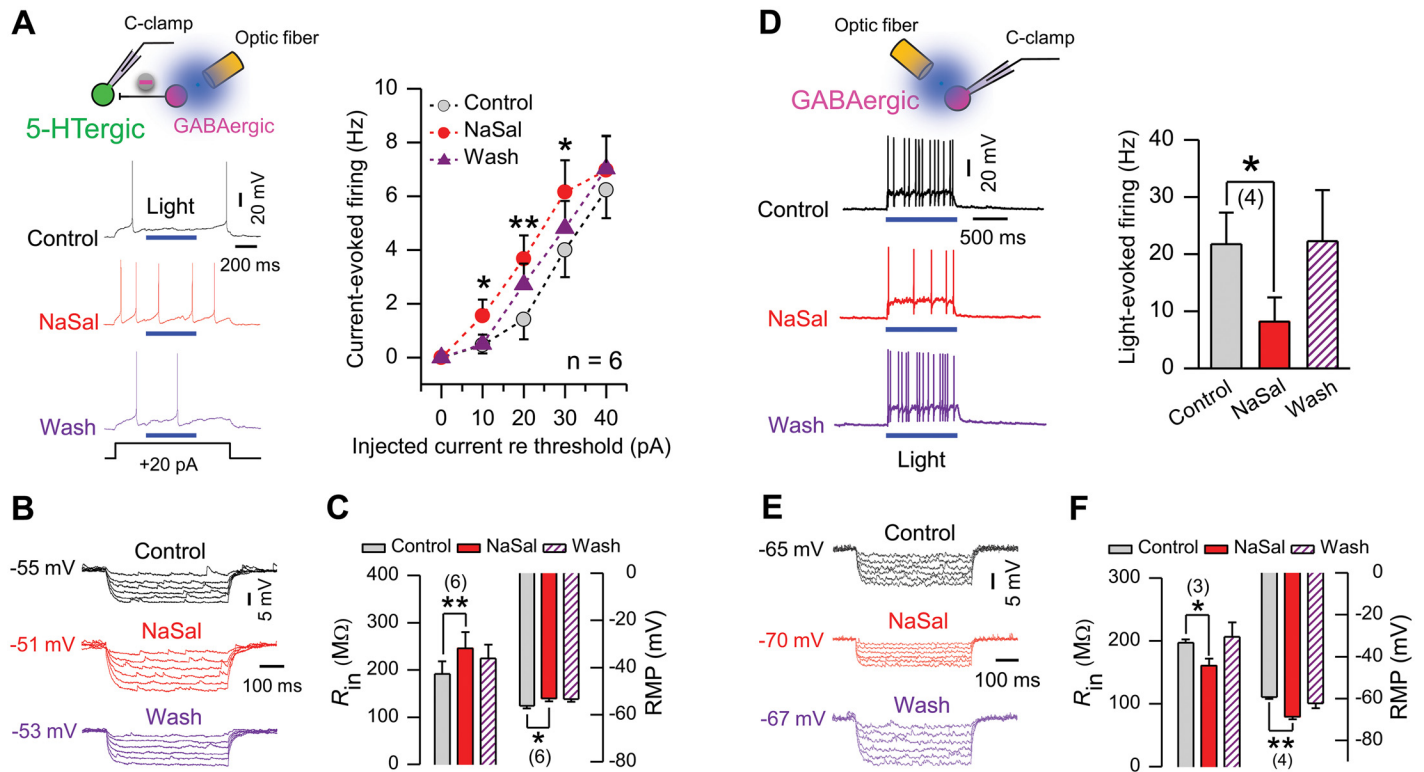 A
C-clamp
Optic fiber
5-HTergic
GABAergic
Light
20 mV
Control
200 ms
NaSal
Wash
+20 pA
Current-evoked firing (Hz)
10
8
6
4
2
0
Control
NaSal
Wash
*
**
*
n = 6
0 10 20 30 40
Injected current re threshold (pA)
D
Optic fiber
C-clamp
GABAergic
20 mV
Control
500 ms
NaSal
Wash
Light
Light-evoked firing (Hz)
40
30
20
10
0
*
(4)
Control
NaSal
Wash
B
Control
-55 mV
5 mV
NaSal
-51 mV
100 ms
Wash
-53 mV
C
Control NaSal Wash
Rin (MΩ)
400
300
200
100
0
(6)
**
*
(6)
0
-20
-40
-60
-80
RMP (mV)
E
Control
-65 mV
5 mV
NaSal
-70 mV
100 ms
Wash
-67 mV
F
Control NaSal Wash
Rin (MΩ)
300
200
100
0
(3)
*
**
(4)
0
-20
-40
-60
-80
RMP (mV)